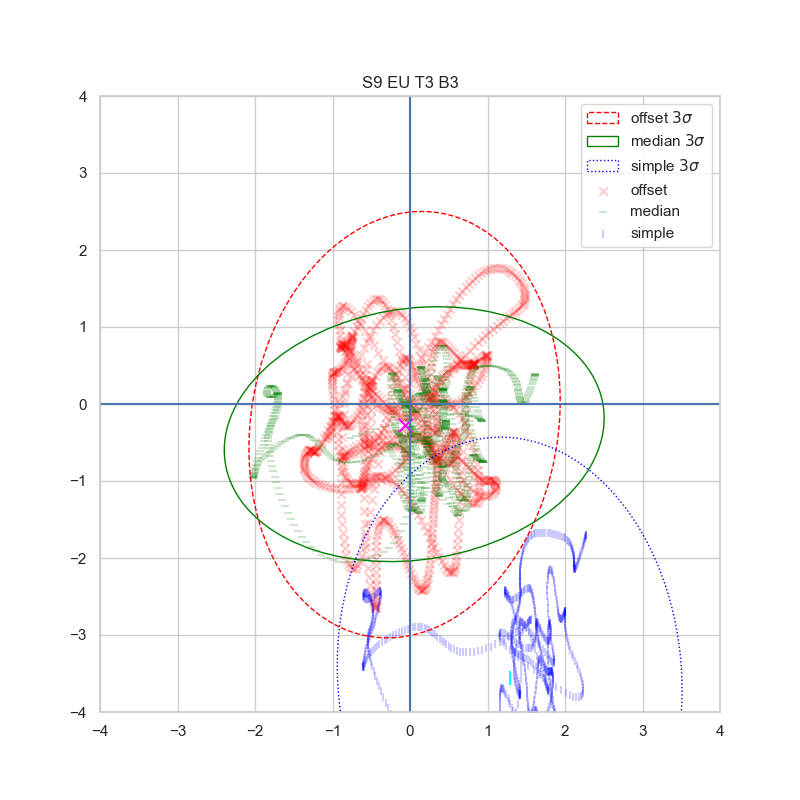 S9 EU T3 B3
offset 3σ
median 3σ
simple 3σ
offset
median
simple
4
3
2
1
0
−1
−2
−3
−4
−4 −3 −2 −1 0 1 2 3 4